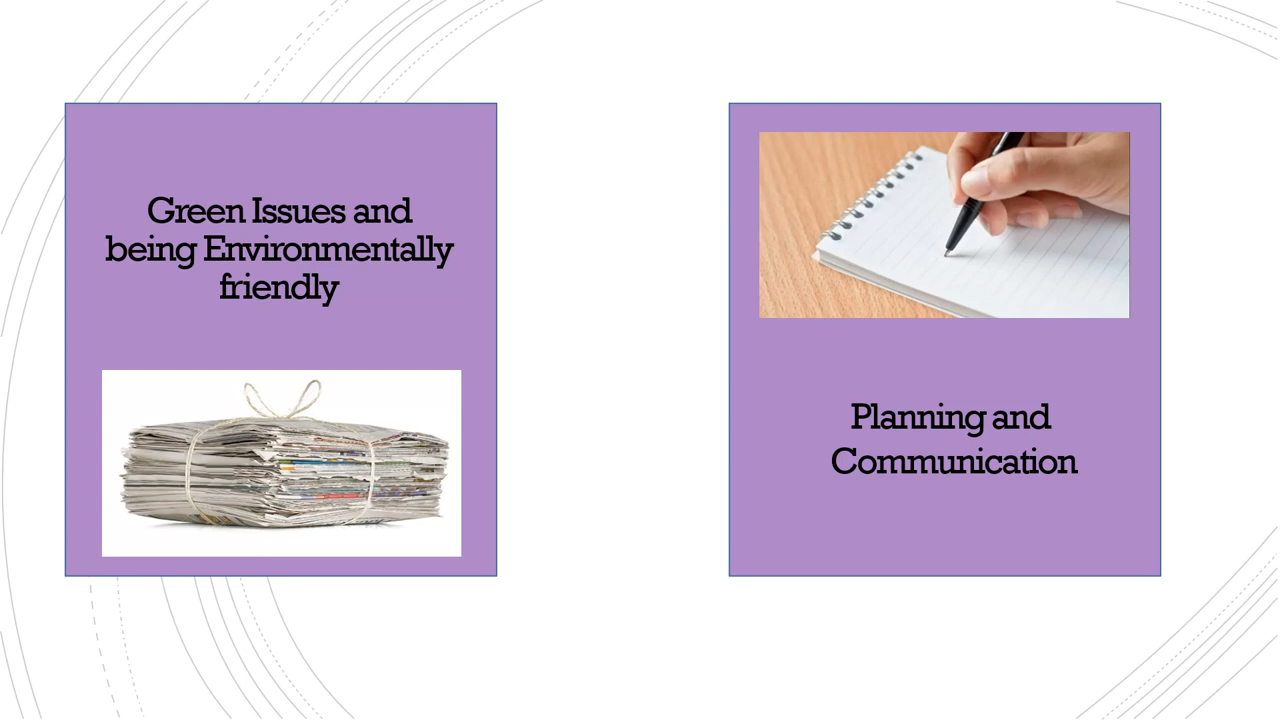 Green Issues and
being Environmentally
friendly
Planning and
Communication